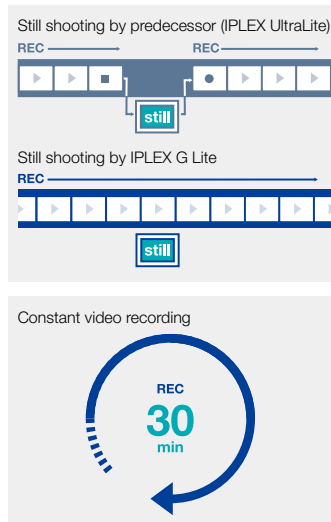 Still shooting by predecessor (IPLEX UltraLite)
REC REC
still
Still shooting by IPLEX G Lite
REC
still
Constant video recording
REC
30
min